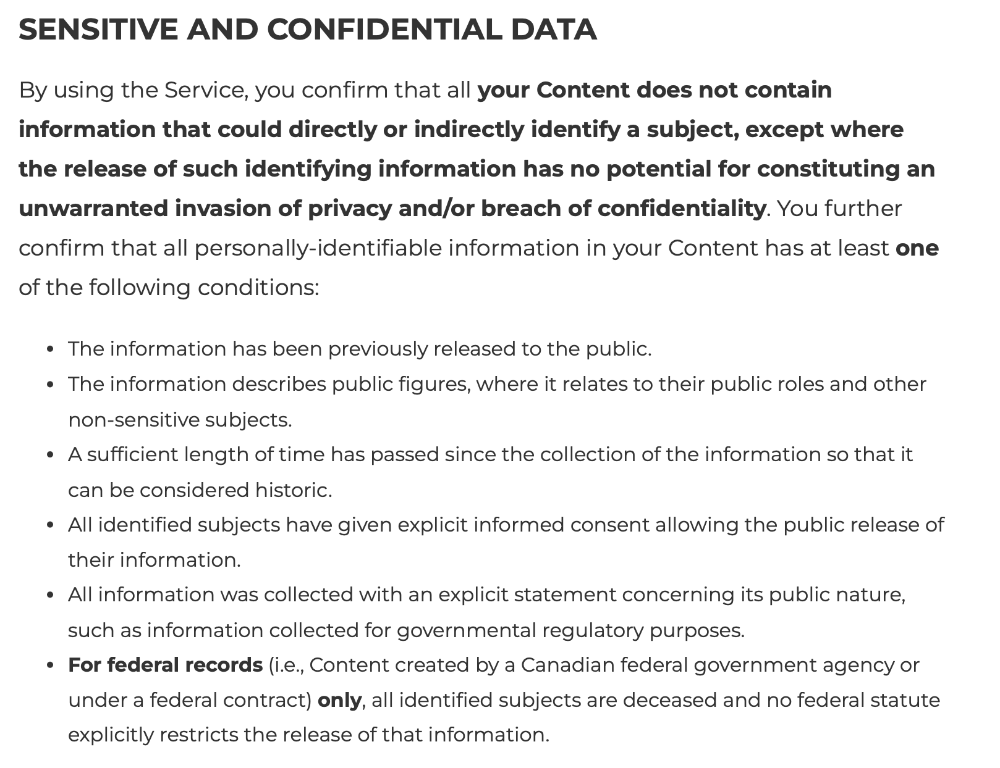 SENSITIVE AND CONFIDENTIAL DATA
By using the Service, you confirm that all your Content does not contain
information that could directly or indirectly identify a subject, except where
the release of such identifying information has no potential for constituting an
unwarranted invasion of privacy and/or breach of confidentiality. You further
confirm that all personally-identifiable information in your Content has at least one
of the following conditions:
• The information has been previously released to the public.
• The information describes public figures, where it relates to their public roles and other
non-sensitive subjects.
• A sufficient length of time has passed since the collection of the information so that it
can be considered historic.
• All identified subjects have given explicit informed consent allowing the public release of
their information.
• All information was collected with an explicit statement concerning its public nature,
such as information collected for governmental regulatory purposes.
• For federal records (i.e., Content created by a Canadian federal government agency or
under a federal contract) only, all identified subjects are deceased and no federal statute
explicitly restricts the release of that information.